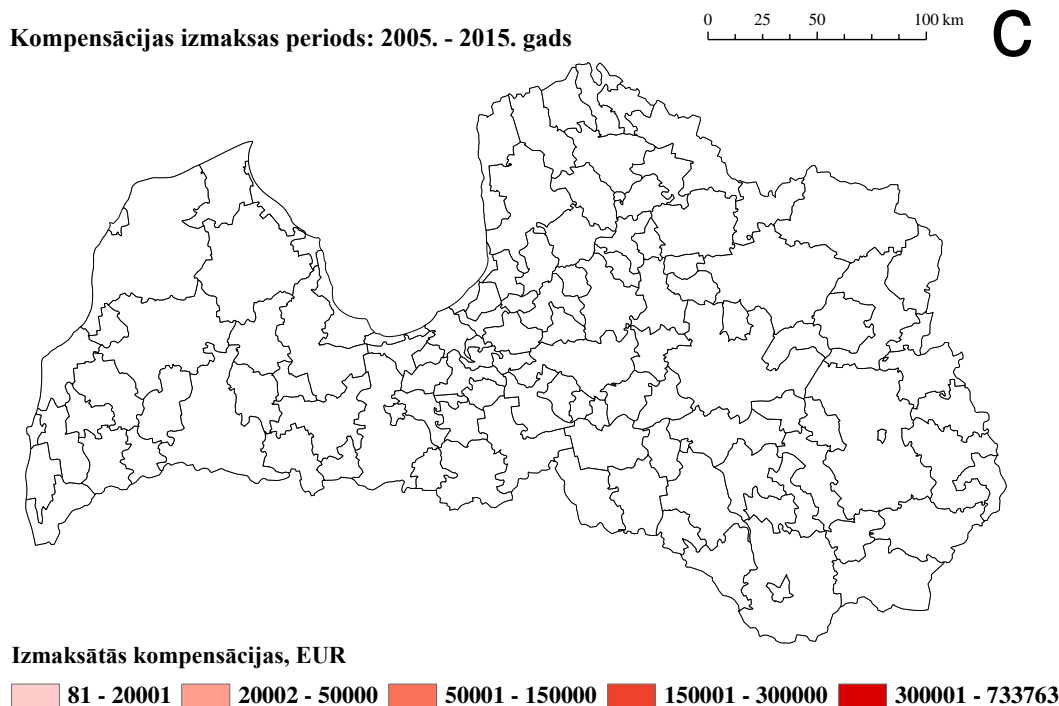 0 25 50 100 km
C
Kompensācijas izmaksas periods: 2005. - 2015. gads
Izmaksātās kompensācijas, EUR
81 - 20001 20002 - 50000 50001 - 150000 150001 - 300000 300001 - 733763